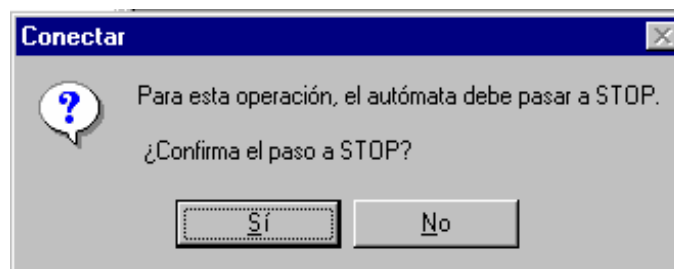 Conectar
Para esta operación, el autómata debe pasar a STOP.
¿Confirma el paso a STOP?
Sí
No